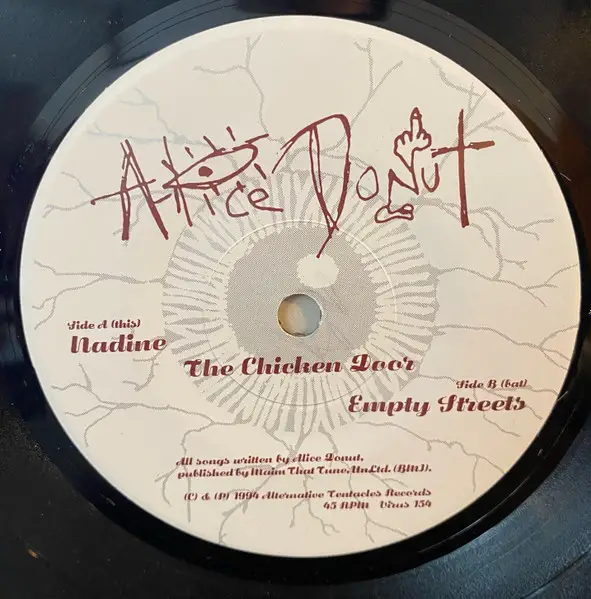 Alice Donut
Side A (this)
Nadine
The Chicken Door
Side B (bat)
Empty Streets
All songs written by Alice Donut,
published by Maim That Tune, UnLtd. (BMI).
(C) & (P) 1994 Alternative Tentacles Records
45 RPM Virus 154